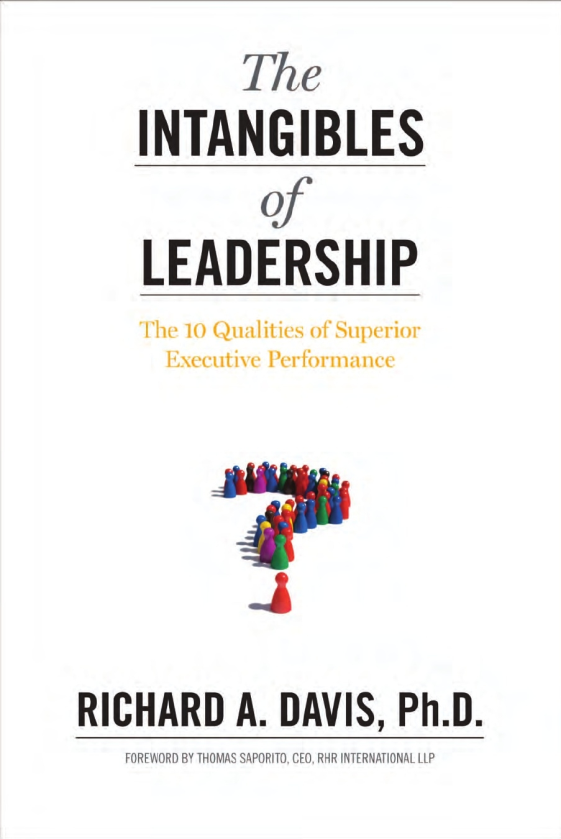 The
INTANGIBLES
of
LEADERSHIP
The 10 Qualities of Superior
Executive Performance
RICHARD A. DAVIS, Ph.D.
FOREWORD BY THOMAS SAPORITO, CEO, RHR INTERNATIONAL LLP